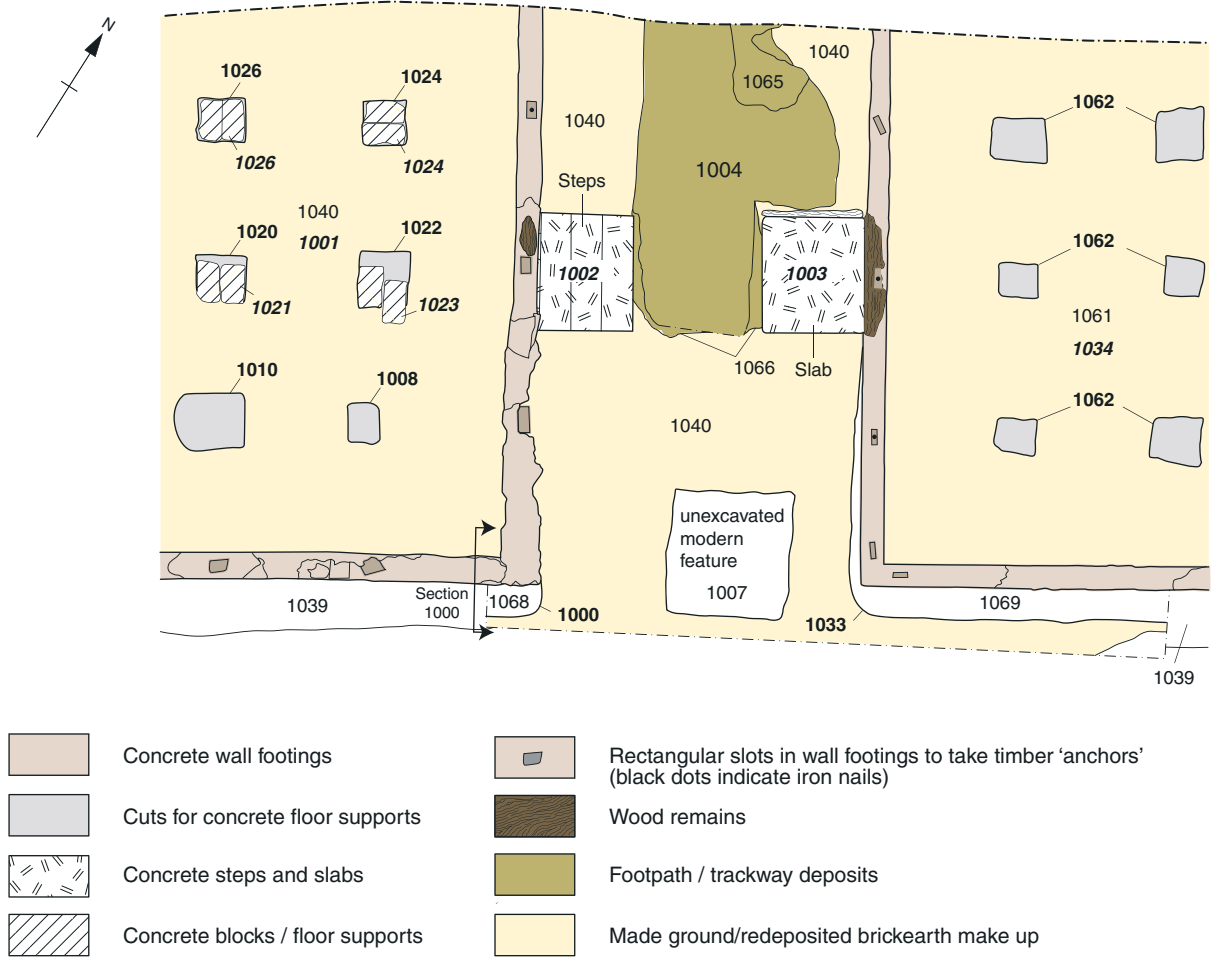 N
1040
1065
1026
1024
1062
1040
1026
1024
1004
Steps
1040
1001
1020
1022
1062
1002
1003
1021
1023
1061
1034
1066
Slab
1010
1008
1062
1040
unexcavated
modern
feature
1007
Section
1000
1039
1068
1000
1033
1069
1039
Concrete wall footings
Rectangular slots in wall footings to take timber ‘anchors’
(black dots indicate iron nails)
Cuts for concrete floor supports
Wood remains
Concrete steps and slabs
Footpath / trackway deposits
Concrete blocks / floor supports
Made ground/redeposited brickearth make up